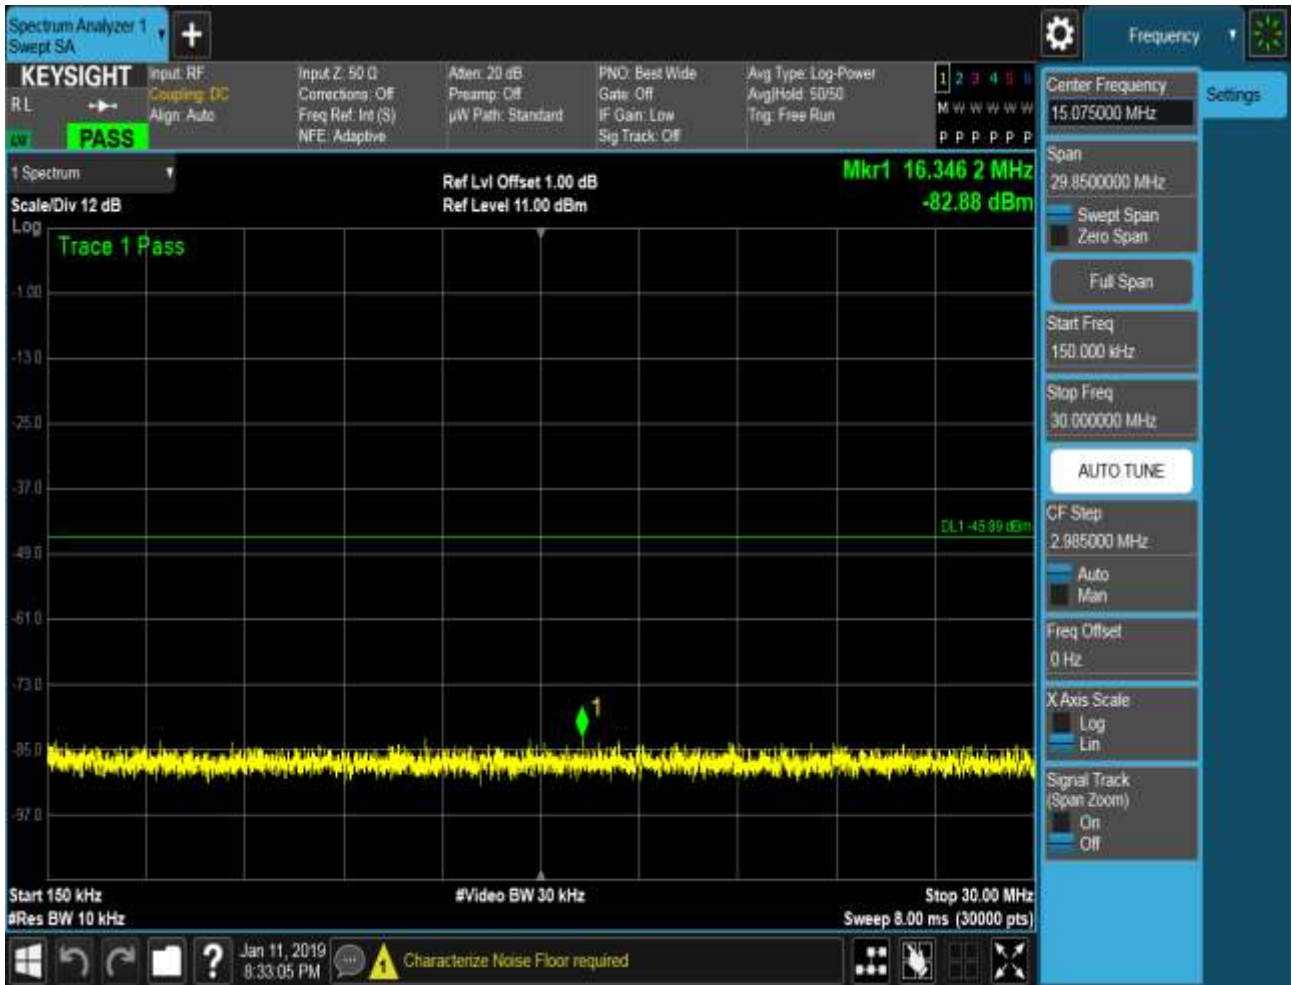 Spectrum Analyzer 1
Swept SA
Frequency
KEYSIGHT
R L
PASS
Input: RF
Coupling: DC
Align: Auto
Input Z: 50 Ω
Corrections: Off
Freq Ref: Int (S)
NFE: Adaptive
Atten: 20 dB
Preamp: Off
µW Path: Standard
PNO: Best Wide
Gate: Off
IF Gain: Low
Sig Track: Off
Avg Type: Log-Power
Avg|Hold: 50/50
Trig: Free Run
1 2 3 4 5 6
M W W W W W
P P P P P P
Center Frequency
15.075000 MHz
Settings
1 Spectrum
Scale/Div 12 dB
Ref Lvl Offset 1.00 dB
Ref Level 11.00 dBm
Mkr1 16.346 2 MHz
-82.88 dBm
Span
29.8500000 MHz
Swept Span
Zero Span
Full Span
Log
Trace 1 Pass
-1.00
-13.0
-25.0
-37.0
-49.0
-61.0
-73.0
-85.0
-97.0
DL1 -45.89 dBm
1
Start Freq
150.000 kHz
Stop Freq
30.000000 MHz
AUTO TUNE
CF Step
2.985000 MHz
Auto
Man
Freq Offset
0 Hz
X Axis Scale
Log
Lin
Signal Track
(Span Zoom)
On
Off
Start 150 kHz
#Video BW 30 kHz
Stop 30.00 MHz
#Res BW 10 kHz
Sweep 8.00 ms (30000 pts)
?
Jan 11, 2019
8:33:05 PM
1
Characterize Noise Floor required